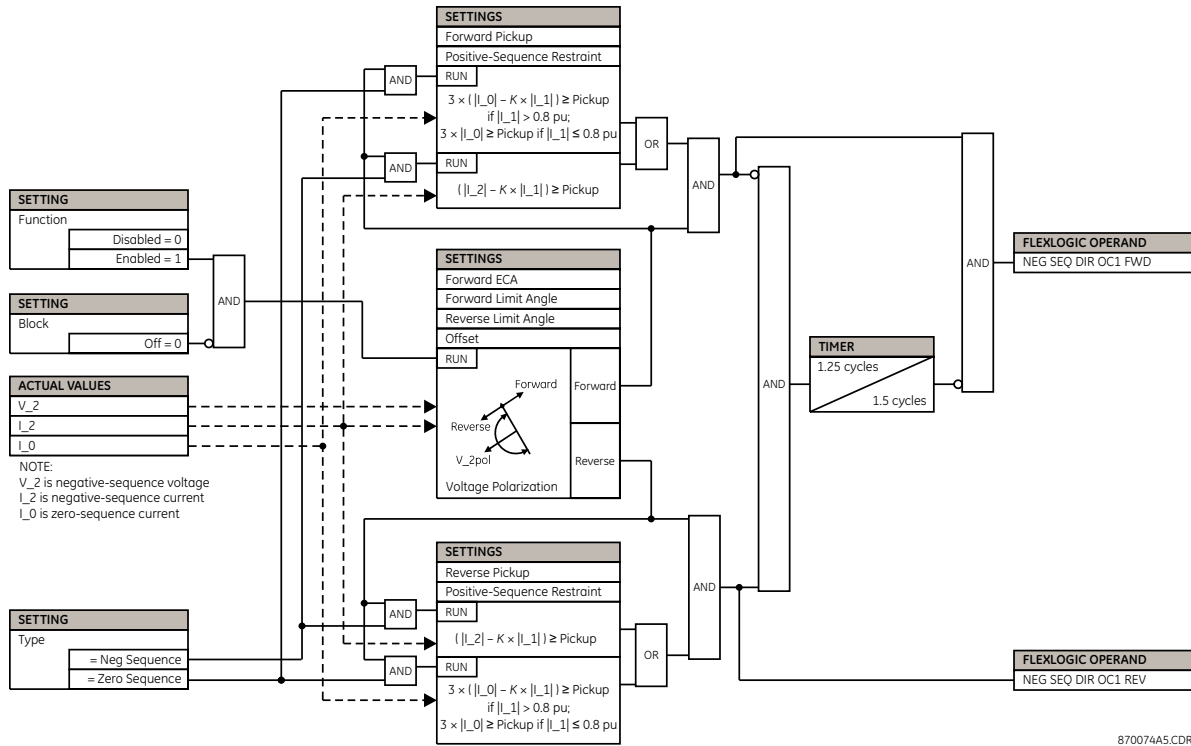 SETTINGS
Forward Pickup
Positive-Sequence Restraint
RUN
3 × ( |I_0| – K × |I_1| ) ≥ Pickup
if |I_1| > 0.8 pu;
3 × |I_0| ≥ Pickup if |I_1| ≤ 0.8 pu
RUN
( |I_2| – K × |I_1| ) ≥ Pickup
AND
AND
OR
AND
SETTING
Function
Disabled = 0
Enabled = 1
SETTING
Block
Off = 0
AND
ACTUAL VALUES
V_2
I_2
I_0
NOTE:
V_2 is negative-sequence voltage
I_2 is negative-sequence current
I_0 is zero-sequence current
SETTINGS
Forward ECA
Forward Limit Angle
Reverse Limit Angle
Offset
RUN
Forward
Reverse
V_2pol
Voltage Polarization
Forward
Reverse
AND
TIMER
1.25 cycles
1.5 cycles
AND
FLEXLOGIC OPERAND
NEG SEQ DIR OC1 FWD
SETTING
Type
= Neg Sequence
= Zero Sequence
AND
AND
SETTINGS
Reverse Pickup
Positive-Sequence Restraint
RUN
( |I_2| – K × |I_1| ) ≥ Pickup
RUN
3 × ( |I_0| – K × |I_1| ) ≥ Pickup
if |I_1| > 0.8 pu;
3 × |I_0| ≥ Pickup if |I_1| ≤ 0.8 pu
OR
AND
FLEXLOGIC OPERAND
NEG SEQ DIR OC1 REV
870074A5.CDR